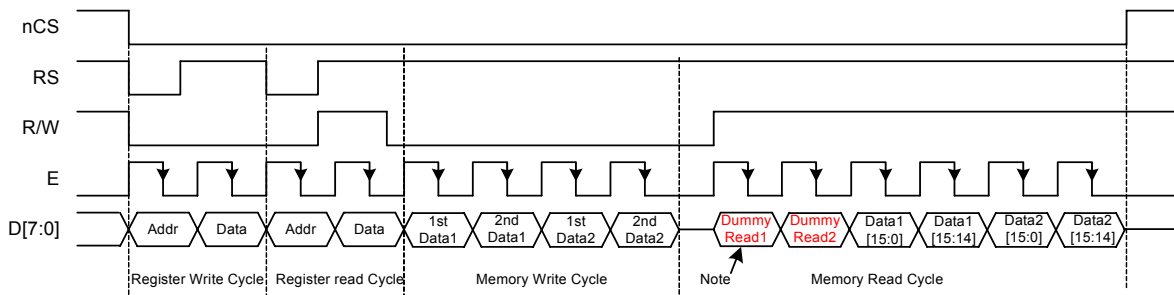 nCS
RS
R/W
E
D[7:0]
Addr
Data
Addr
Data
1st
Data1
2nd
Data1
1st
Data2
2nd
Data2
Dummy
Read1
Dummy
Read2
Data1
[15:0]
Data1
[15:14]
Data2
[15:0]
Data2
[15:14]
Register Write Cycle
Register read Cycle
Memory Write Cycle
Note
Memory Read Cycle